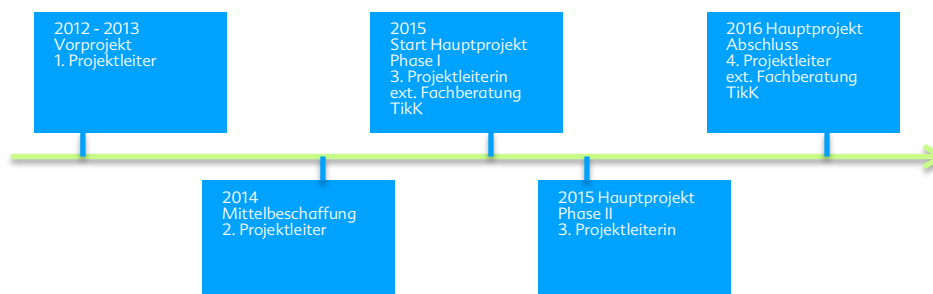 2012 - 2013
Vorprojekt
1. Projektleiter
2014
Mittelbeschaffung
2. Projektleiter
2015
Start Hauptprojekt
Phase I
3. Projektleiterin
ext. Fachberatung
TikK
2015 Hauptprojekt
Phase II
3. Projektleiterin
2016 Hauptprojekt
Abschluss
4. Projektleiter
ext. Fachberatung
TikK